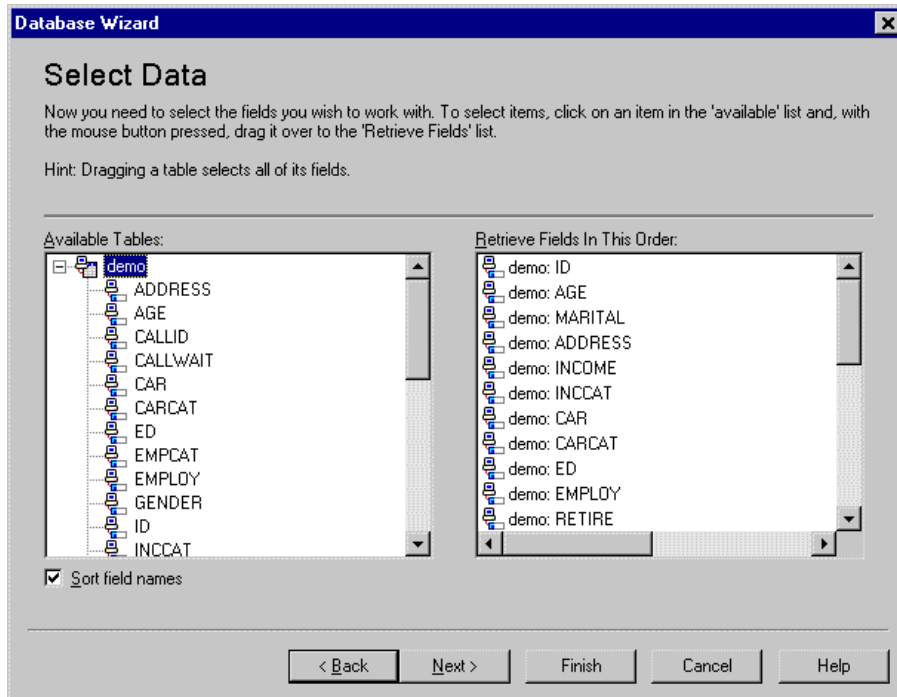 Database Wizard
Select Data
Now you need to select the fields you wish to work with. To select items, click on an item in the 'available' list and, with
the mouse button pressed, drag it over to the 'Retrieve Fields' list.
Hint: Dragging a table selects all of its fields.
Available Tables:
demo
ADDRESS
AGE
CALLID
CALLWAIT
CAR
CARCAT
ED
EMPCAT
EMPLOY
GENDER
ID
INCCAT
Sort field names
Retrieve Fields In This Order:
demo: ID
demo: AGE
demo: MARITAL
demo: ADDRESS
demo: INCOME
demo: INCCAT
demo: CAR
demo: CARCAT
demo: ED
demo: EMPLOY
demo: RETIRE
< Back
Next >
Finish
Cancel
Help